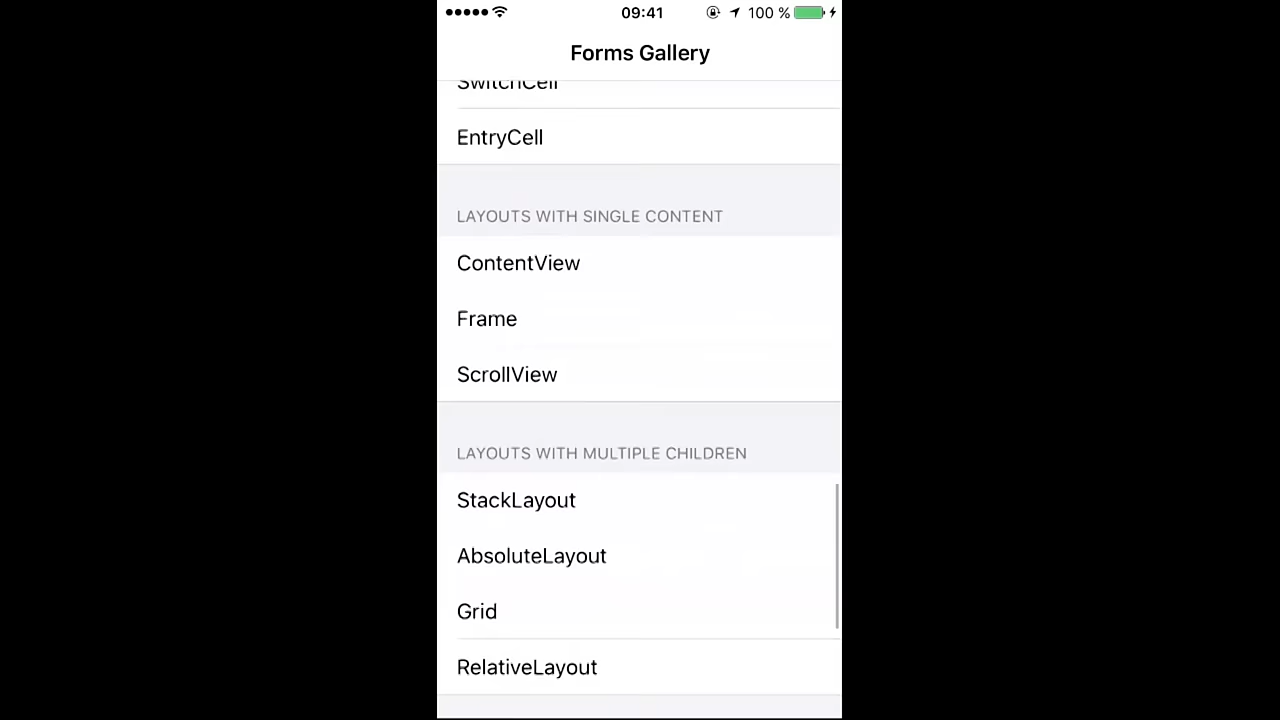 09:41 100 %
Forms Gallery
SwitchCell
EntryCell
LAYOUTS WITH SINGLE CONTENT
ContentView
Frame
ScrollView
LAYOUTS WITH MULTIPLE CHILDREN
StackLayout
AbsoluteLayout
Grid
RelativeLayout